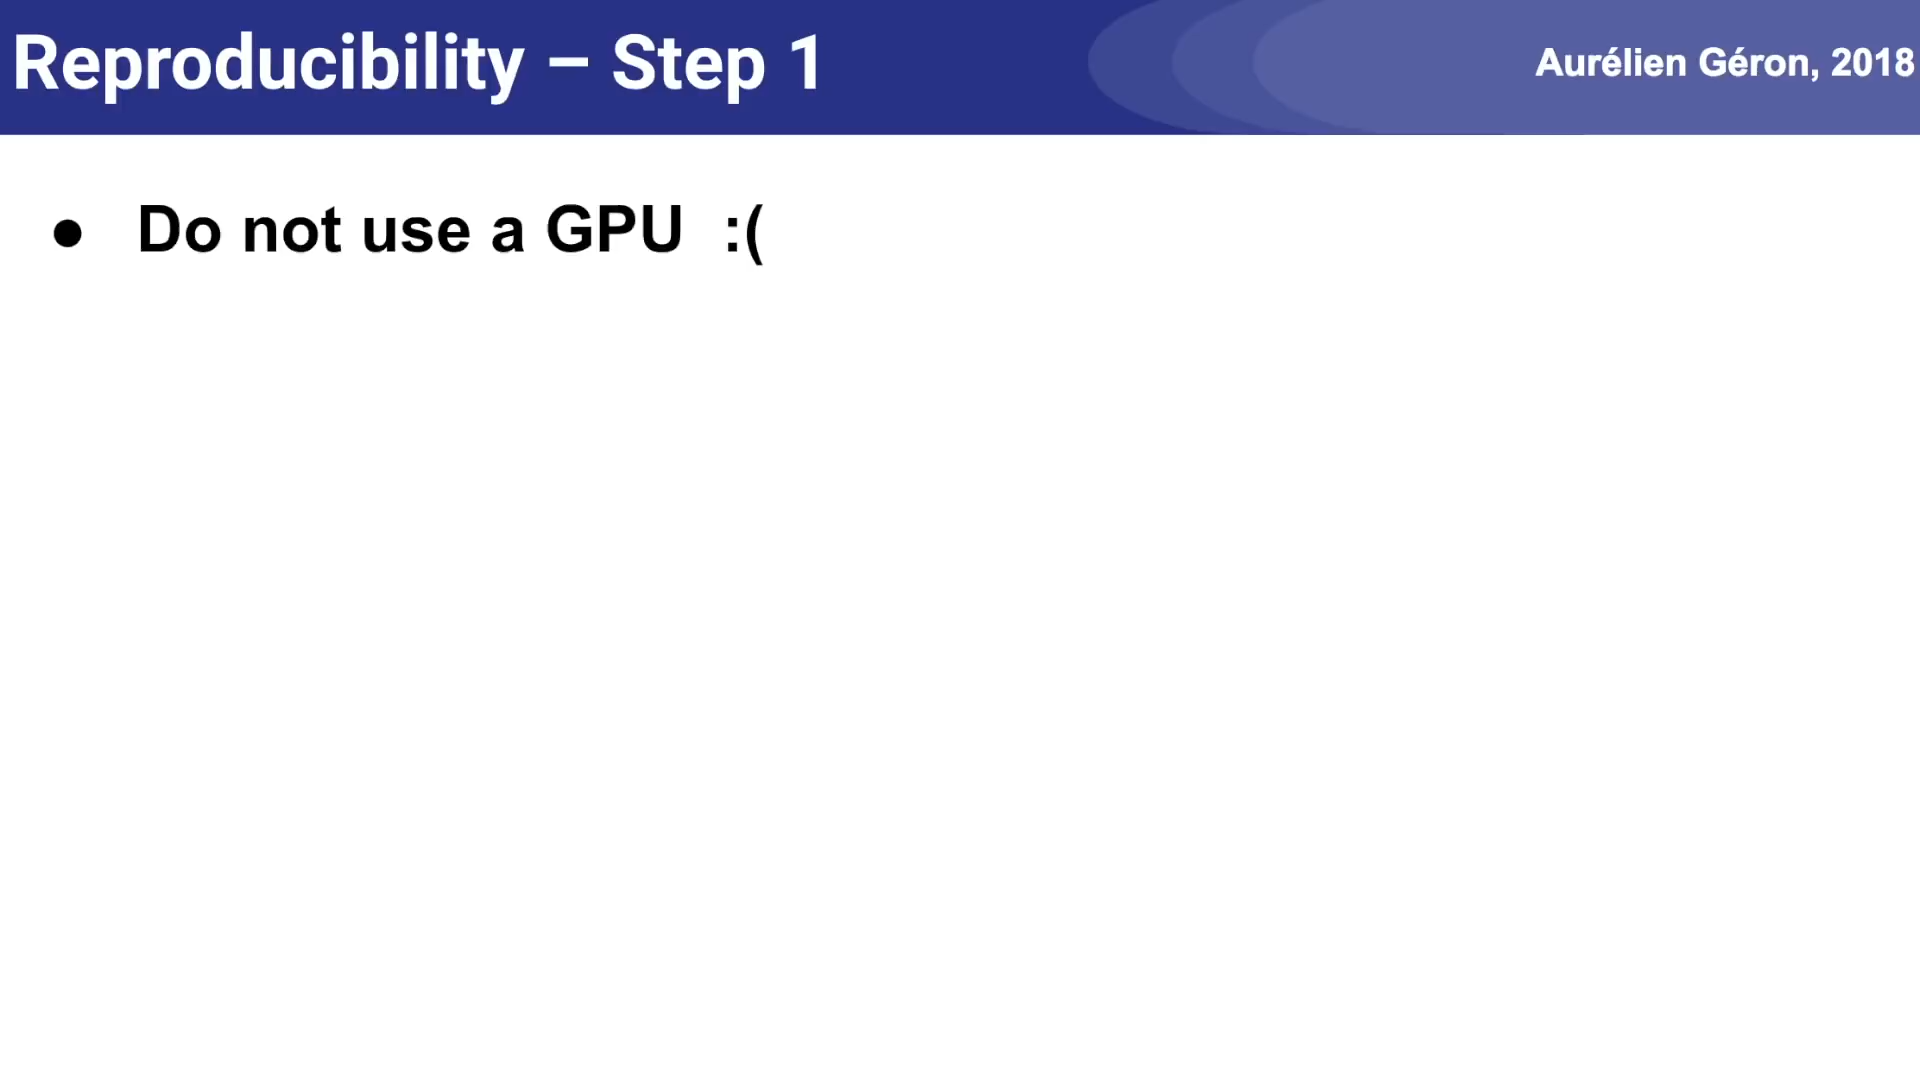 Reproducibility – Step 1
Aurélien Géron, 2018
● Do not use a GPU :(